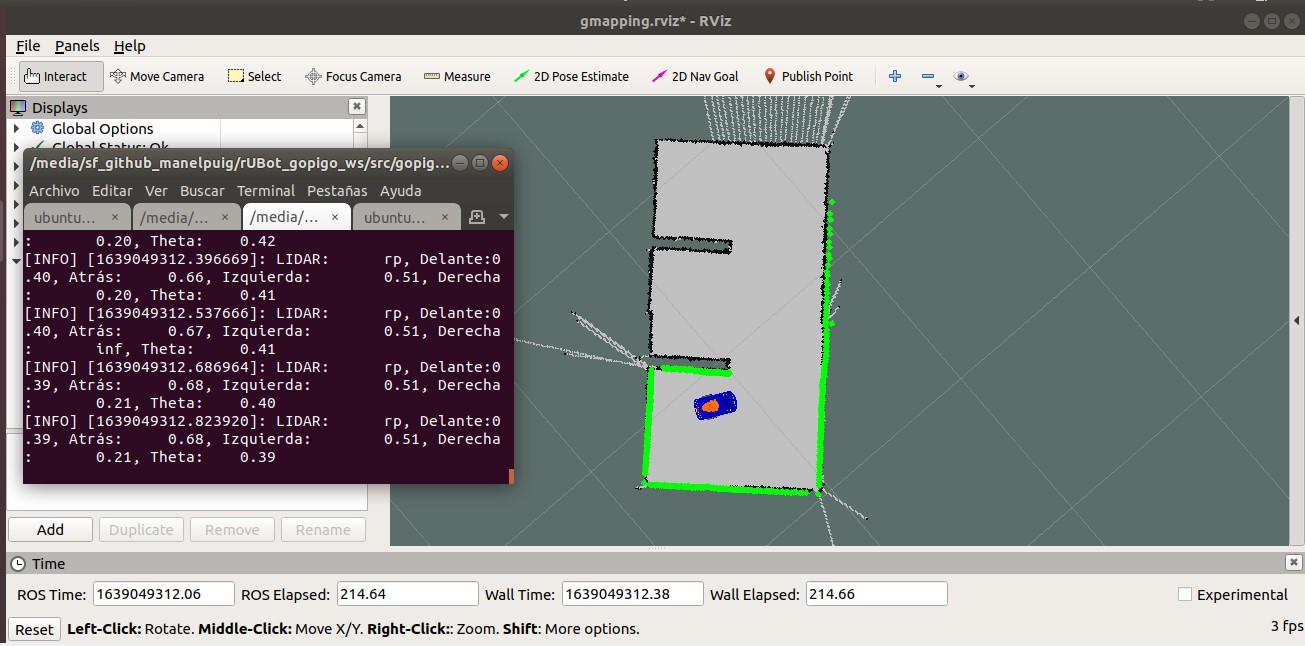 gmapping.rviz* - RViz
File Panels Help
Interact Move Camera Select Focus Camera Measure 2D Pose Estimate 2D Nav Goal Publish Point
Displays
Global Options
Global Status: Ok
/media/sf_github_manelpuig/rUBot_gopigo_ws/src/gopig...
Archivo Editar Ver Buscar Terminal Pestañas Ayuda
ubuntu... × /media/... × /media/... × ubuntu... ×
: 0.20, Theta: 0.42
[INFO] [1639049312.396669]: LIDAR: rp, Delante:0
.40, Atrás: 0.66, Izquierda: 0.51, Derecha
: 0.20, Theta: 0.41
[INFO] [1639049312.537666]: LIDAR: rp, Delante:0
.40, Atrás: 0.67, Izquierda: 0.51, Derecha
: inf, Theta: 0.41
[INFO] [1639049312.686964]: LIDAR: rp, Delante:0
.39, Atrás: 0.68, Izquierda: 0.51, Derecha
: 0.21, Theta: 0.40
[INFO] [1639049312.823920]: LIDAR: rp, Delante:0
.39, Atrás: 0.68, Izquierda: 0.51, Derecha
: 0.21, Theta: 0.39
Add Duplicate Remove Rename
Time
ROS Time: 1639049312.06 ROS Elapsed: 214.64 Wall Time: 1639049312.38 Wall Elapsed: 214.66 Experimental
Reset Left-Click: Rotate. Middle-Click: Move X/Y. Right-Click:: Zoom. Shift: More options. 3 fps